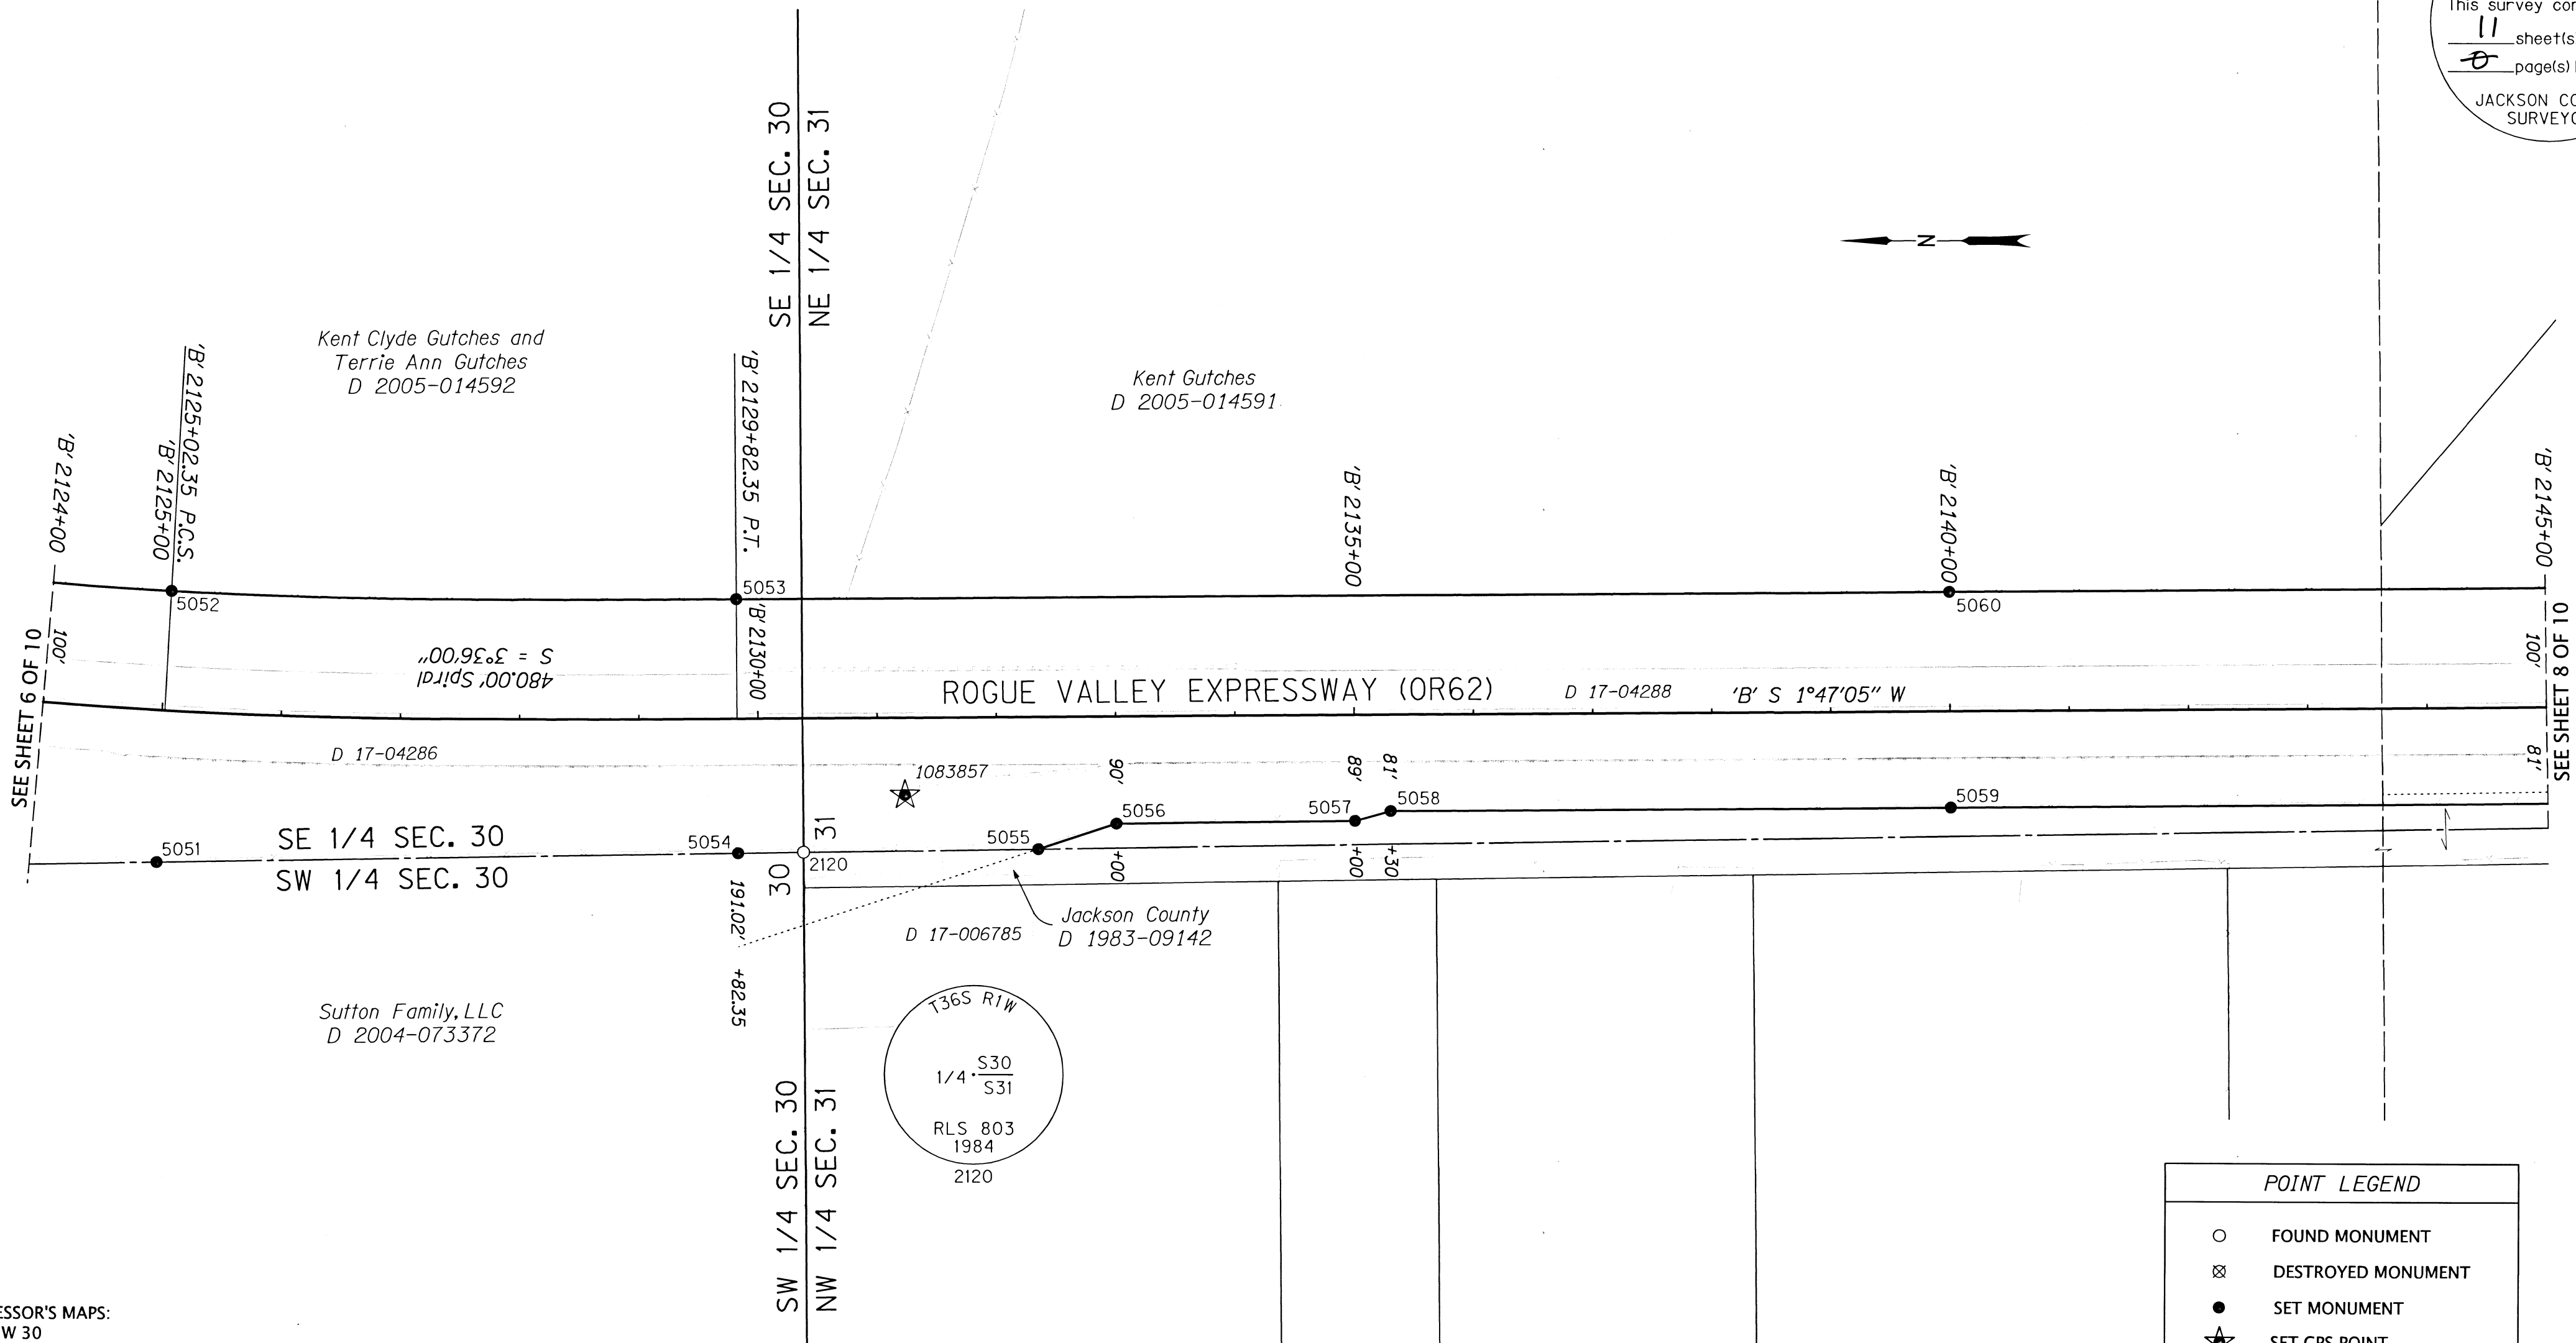 This survey
11 sheet(s
0 page(s)
JACKSON
SURVEY
SE 1/4 SEC. 30
NE 1/4 SEC. 31
N
Kent Clyde Gutches and
Terrie Ann Gutches
D 2005-014592
Kent Gutches
D 2005-014591
'B' 2124+00
'B' 2125+00
'B' 2125+02.35 P.C.S.
'B' 2129+82.35 P.T.
'B' 2135+00
'B' 2140+00
'B' 2145+00
5052
5053
5060
SEE SHEET 6 OF 10
100'
480.00' Spiral
S = 3°36'00"
'B' 2130+00
ROGUE VALLEY EXPRESSWAY (OR62)
D 17-04288
'B' S 1°47'05" W
100'
81'
SEE SHEET 8 OF 10
D 17-04286
1083857
90'
89'
81'
5056
5057
5058
5059
SE 1/4 SEC. 30
SW 1/4 SEC. 30
5051
5054
31
30
2120
5055
+00
+00
+30
191.02'
+82.35
D 17-006785
Jackson County
D 1983-09142
Sutton Family, LLC
D 2004-073372
T36S R1W
1/4 S30
S31
RLS 803
1984
2120
SW 1/4 SEC. 30
NW 1/4 SEC. 31
POINT LEGEND
FOUND MONUMENT
DESTROYED MONUMENT
SET MONUMENT
SET GPS POINT
ESSOR'S MAPS:
W 30